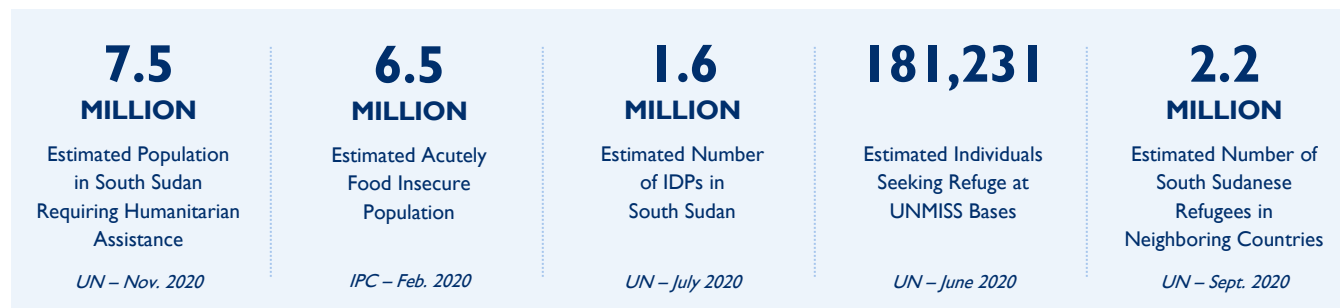 7.5
MILLION
Estimated Population
in South Sudan
Requiring Humanitarian
Assistance
UN – Nov. 2020
6.5
MILLION
Estimated Acutely
Food Insecure
Population
IPC – Feb. 2020
1.6
MILLION
Estimated Number
of IDPs in
South Sudan
UN – July 2020
181,231
Estimated Individuals
Seeking Refuge at
UNMISS Bases
UN – June 2020
2.2
MILLION
Estimated Number of
South Sudanese
Refugees in
Neighboring Countries
UN – Sept. 2020